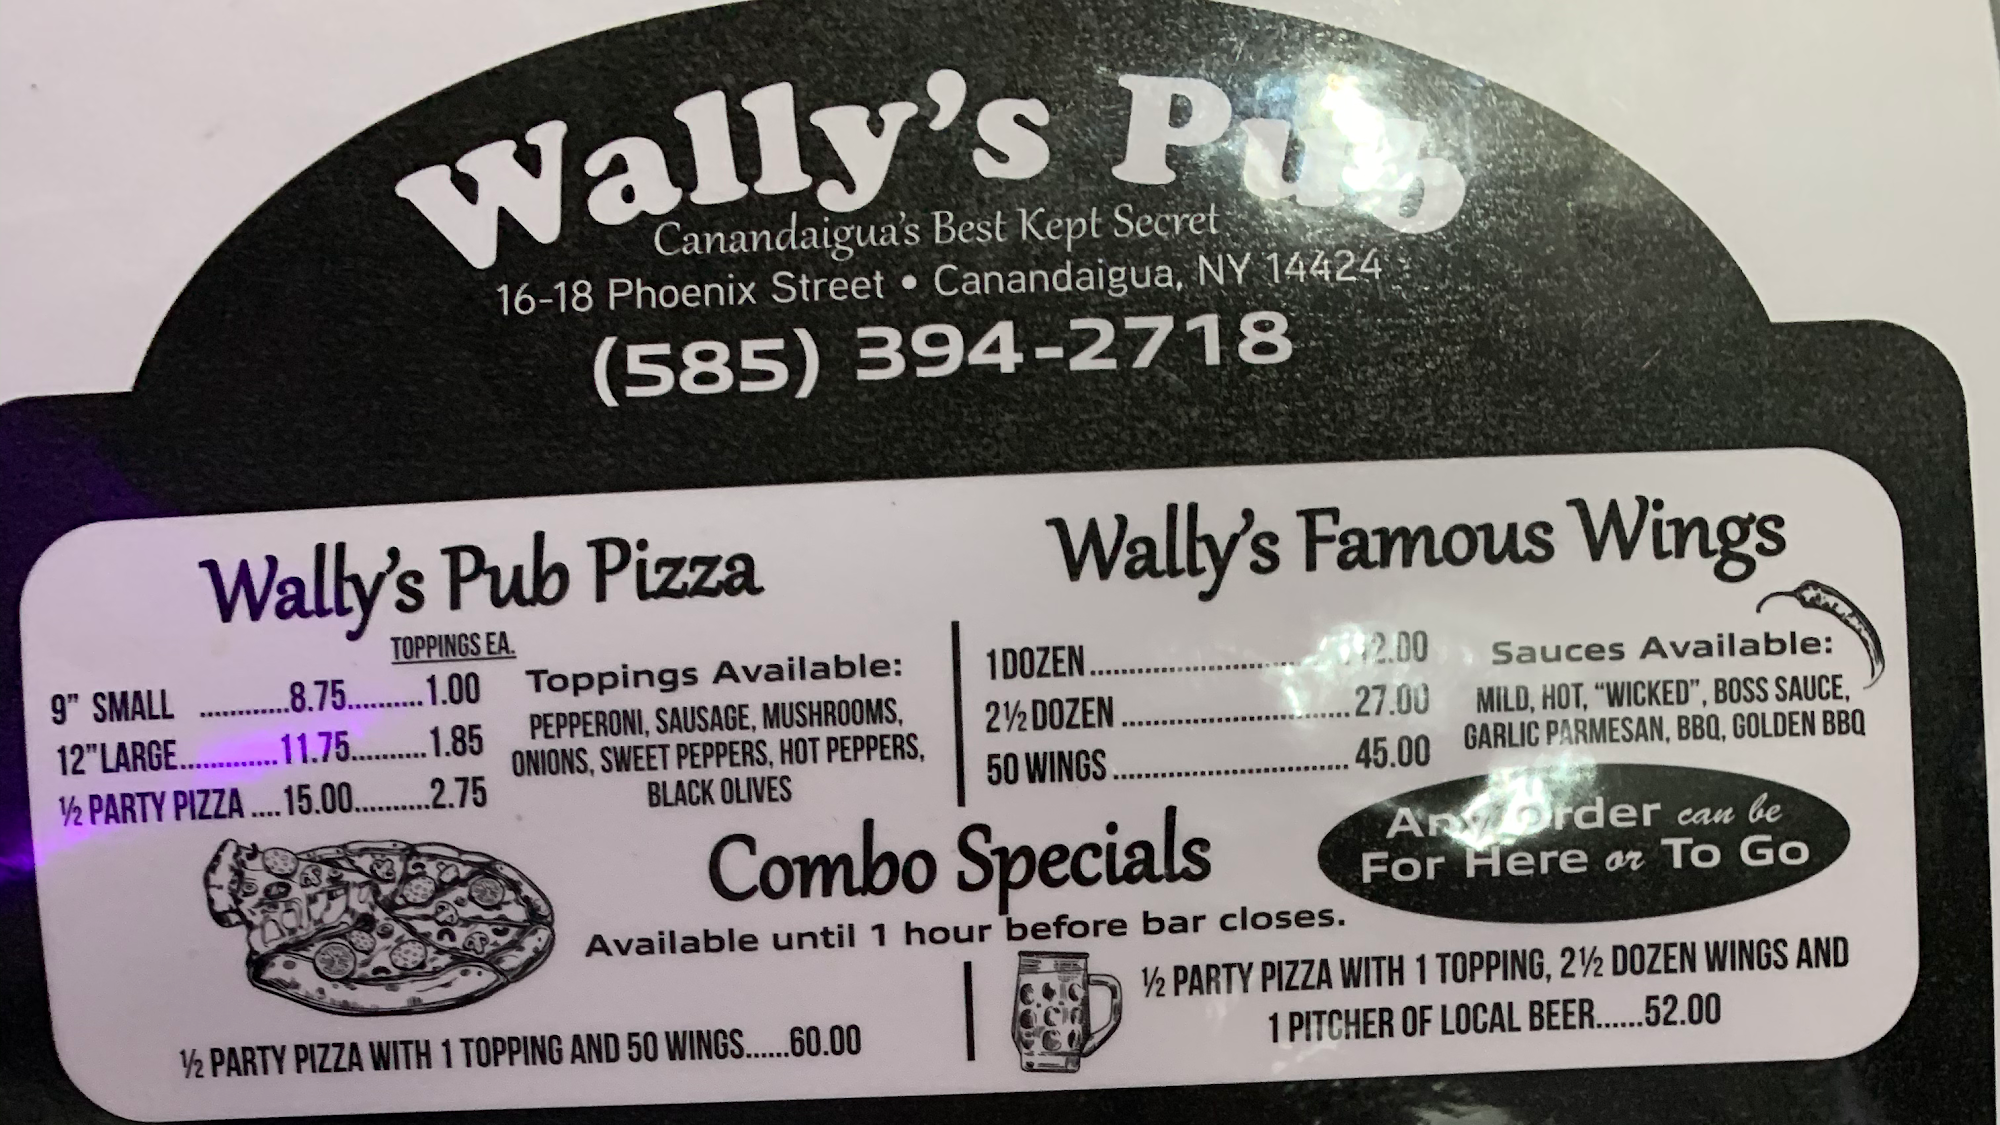 Wally's Pub
Canandaigua's Best Kept Secret
16-18 Phoenix Street • Canandaigua, NY 14424
(585) 394-2718
Wally's Pub Pizza
TOPPINGS EA.
9" SMALL ............8.75..........1.00
12"LARGE.............11.75..........1.85
½ PARTY PIZZA ....15.00..........2.75
Toppings Available:
PEPPERONI, SAUSAGE, MUSHROOMS,
ONIONS, SWEET PEPPERS, HOT PEPPERS,
BLACK OLIVES
Wally's Famous Wings
1 DOZEN................................12.00
2½ DOZEN ..............................27.00
50 WINGS ...............................45.00
Sauces Available:
MILD, HOT, "WICKED", BOSS SAUCE,
GARLIC PARMESAN, BBQ, GOLDEN BBQ
Any Order can be
For Here or To Go
Combo Specials
Available until 1 hour before bar closes.
½ PARTY PIZZA WITH 1 TOPPING AND 50 WINGS......60.00
½ PARTY PIZZA WITH 1 TOPPING, 2½ DOZEN WINGS AND
1 PITCHER OF LOCAL BEER......52.00